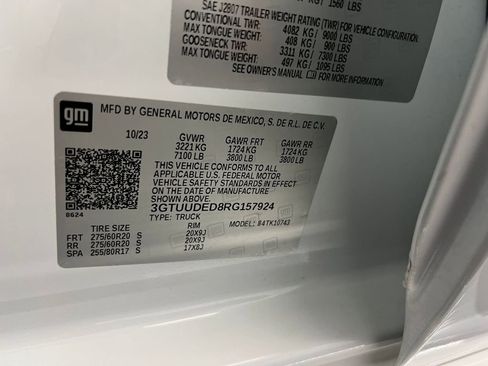 1560 LBS
SAE J2807 TRAILER WEIGHT RATING (TWR) FOR VEHICLE CONFIGURATION
CONVENTIONAL TWR: 4082 KG / 9000 LBS
MAX TONGUE WEIGHT: 408 KG / 900 LBS
GOOSENECK TWR: 3311 KG / 7300 LBS
MAX TONGUE WEIGHT: 497 KG / 1095 LBS
SEE OWNER'S MANUAL FOR MORE INFORMATION.
gm
MFD BY GENERAL MOTORS DE MEXICO, S. DE R.L. DE C.V.
10/23 GVWR GAWR FRT GAWR RR
3221 KG 1724 KG 1724 KG
7100 LB 3800 LB 3800 LB
THIS VEHICLE CONFORMS TO ALL
APPLICABLE U.S. FEDERAL MOTOR
VEHICLE SAFETY STANDARDS IN EFFECT
ON THE DATE OF MANUFACTURE SHOWN ABOVE.
3GTUUDED8RG157924
8624
TYPE: TRUCK MODEL: 84TK10743
TIRE SIZE RIM
FRT 275/60R20 S 20X9J
RR 275/60R20 S 20X9J
SPA 255/80R17 S 17X8J